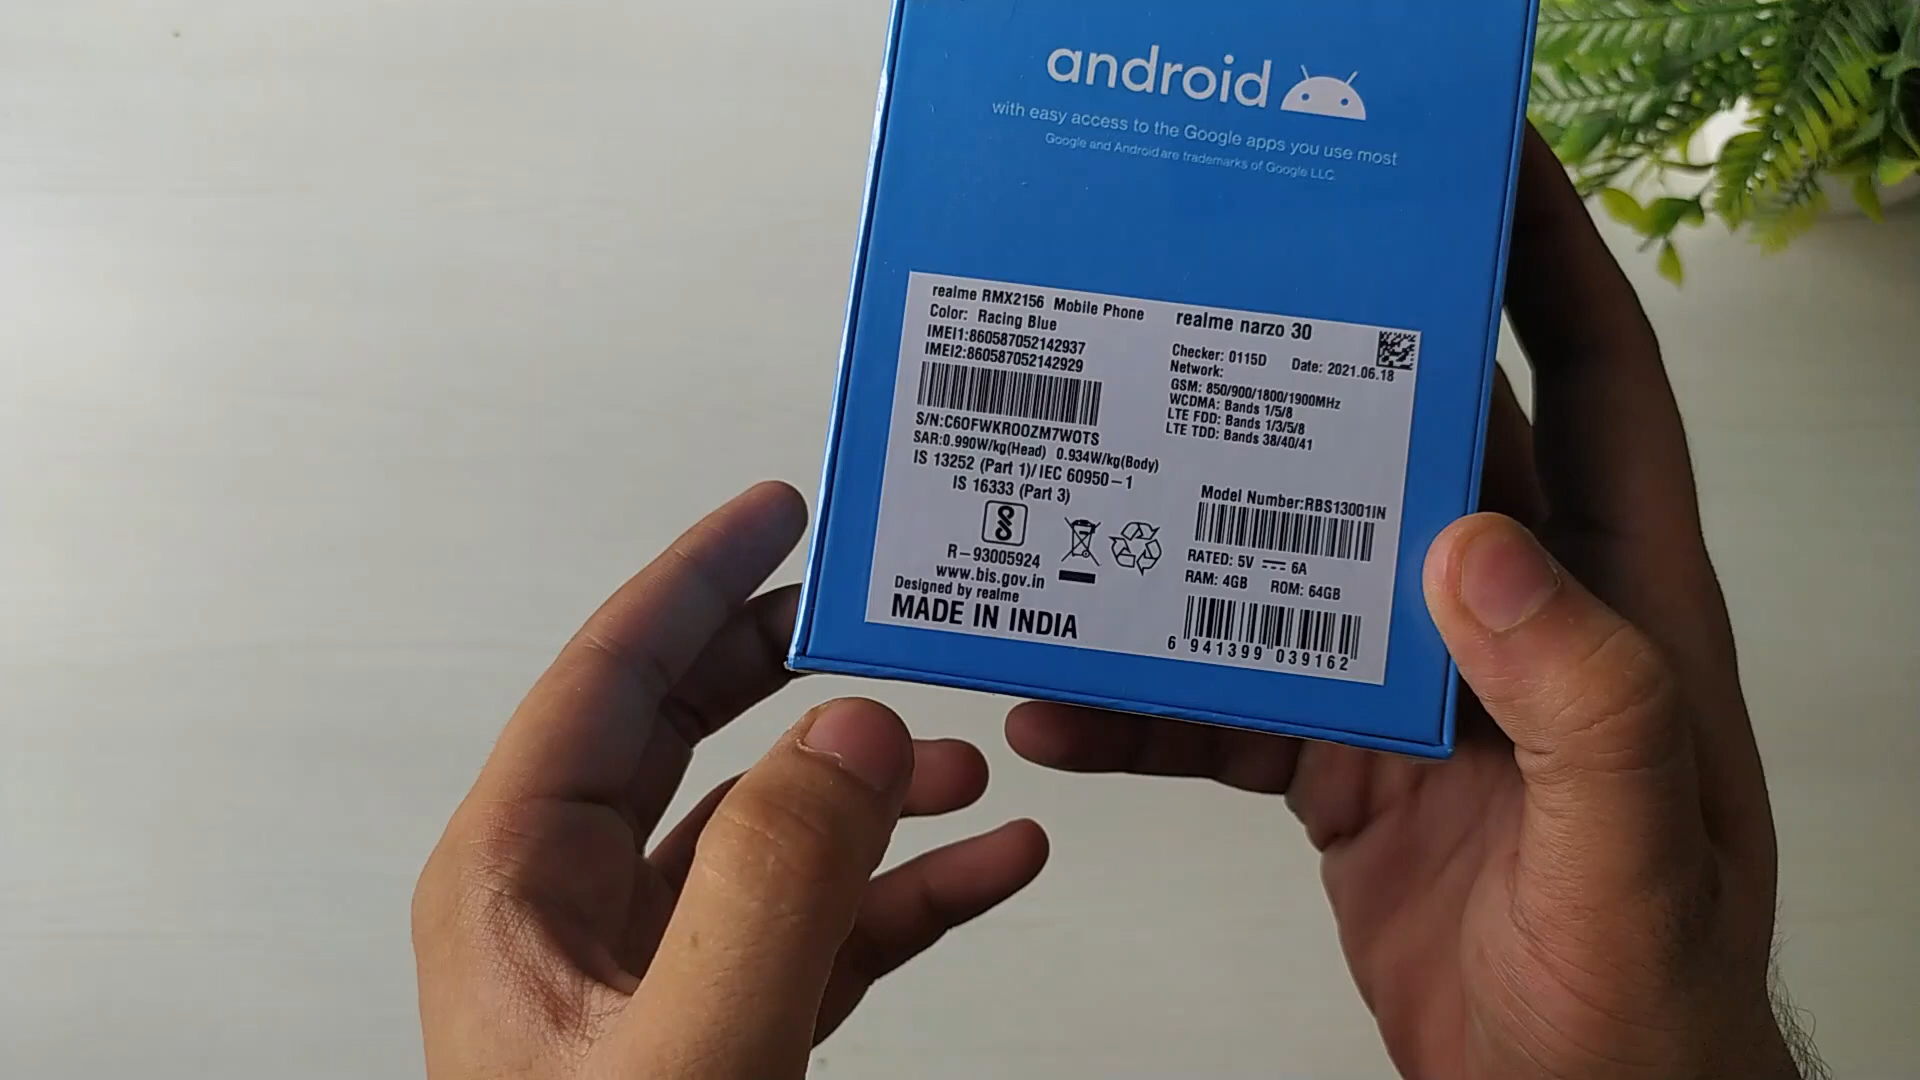 android
with easy access to the Google apps you use most
Google and Android are trademarks of Google LLC.
realme RMX2156 Mobile Phone
Color: Racing Blue
IMEI1:860587052142937
IMEI2:860587052142929
S/N:C6OFWKROOZM7WOTS
SAR:0.990W/kg(Head) 0.934W/kg(Body)
IS 13252 (Part 1)/IEC 60950-1
IS 16333 (Part 3)
R-93005924
www.bis.gov.in
Designed by realme
MADE IN INDIA
realme narzo 30
Checker: 0115D Date: 2021.06.18
Network:
GSM: 850/900/1800/1900MHz
WCDMA: Bands 1/5/8
LTE FDD: Bands 1/3/5/8
LTE TDD: Bands 38/40/41
Model Number:RBS13001IN
RATED: 5V ⎓ 6A
RAM: 4GB ROM: 64GB
6 941399 039162